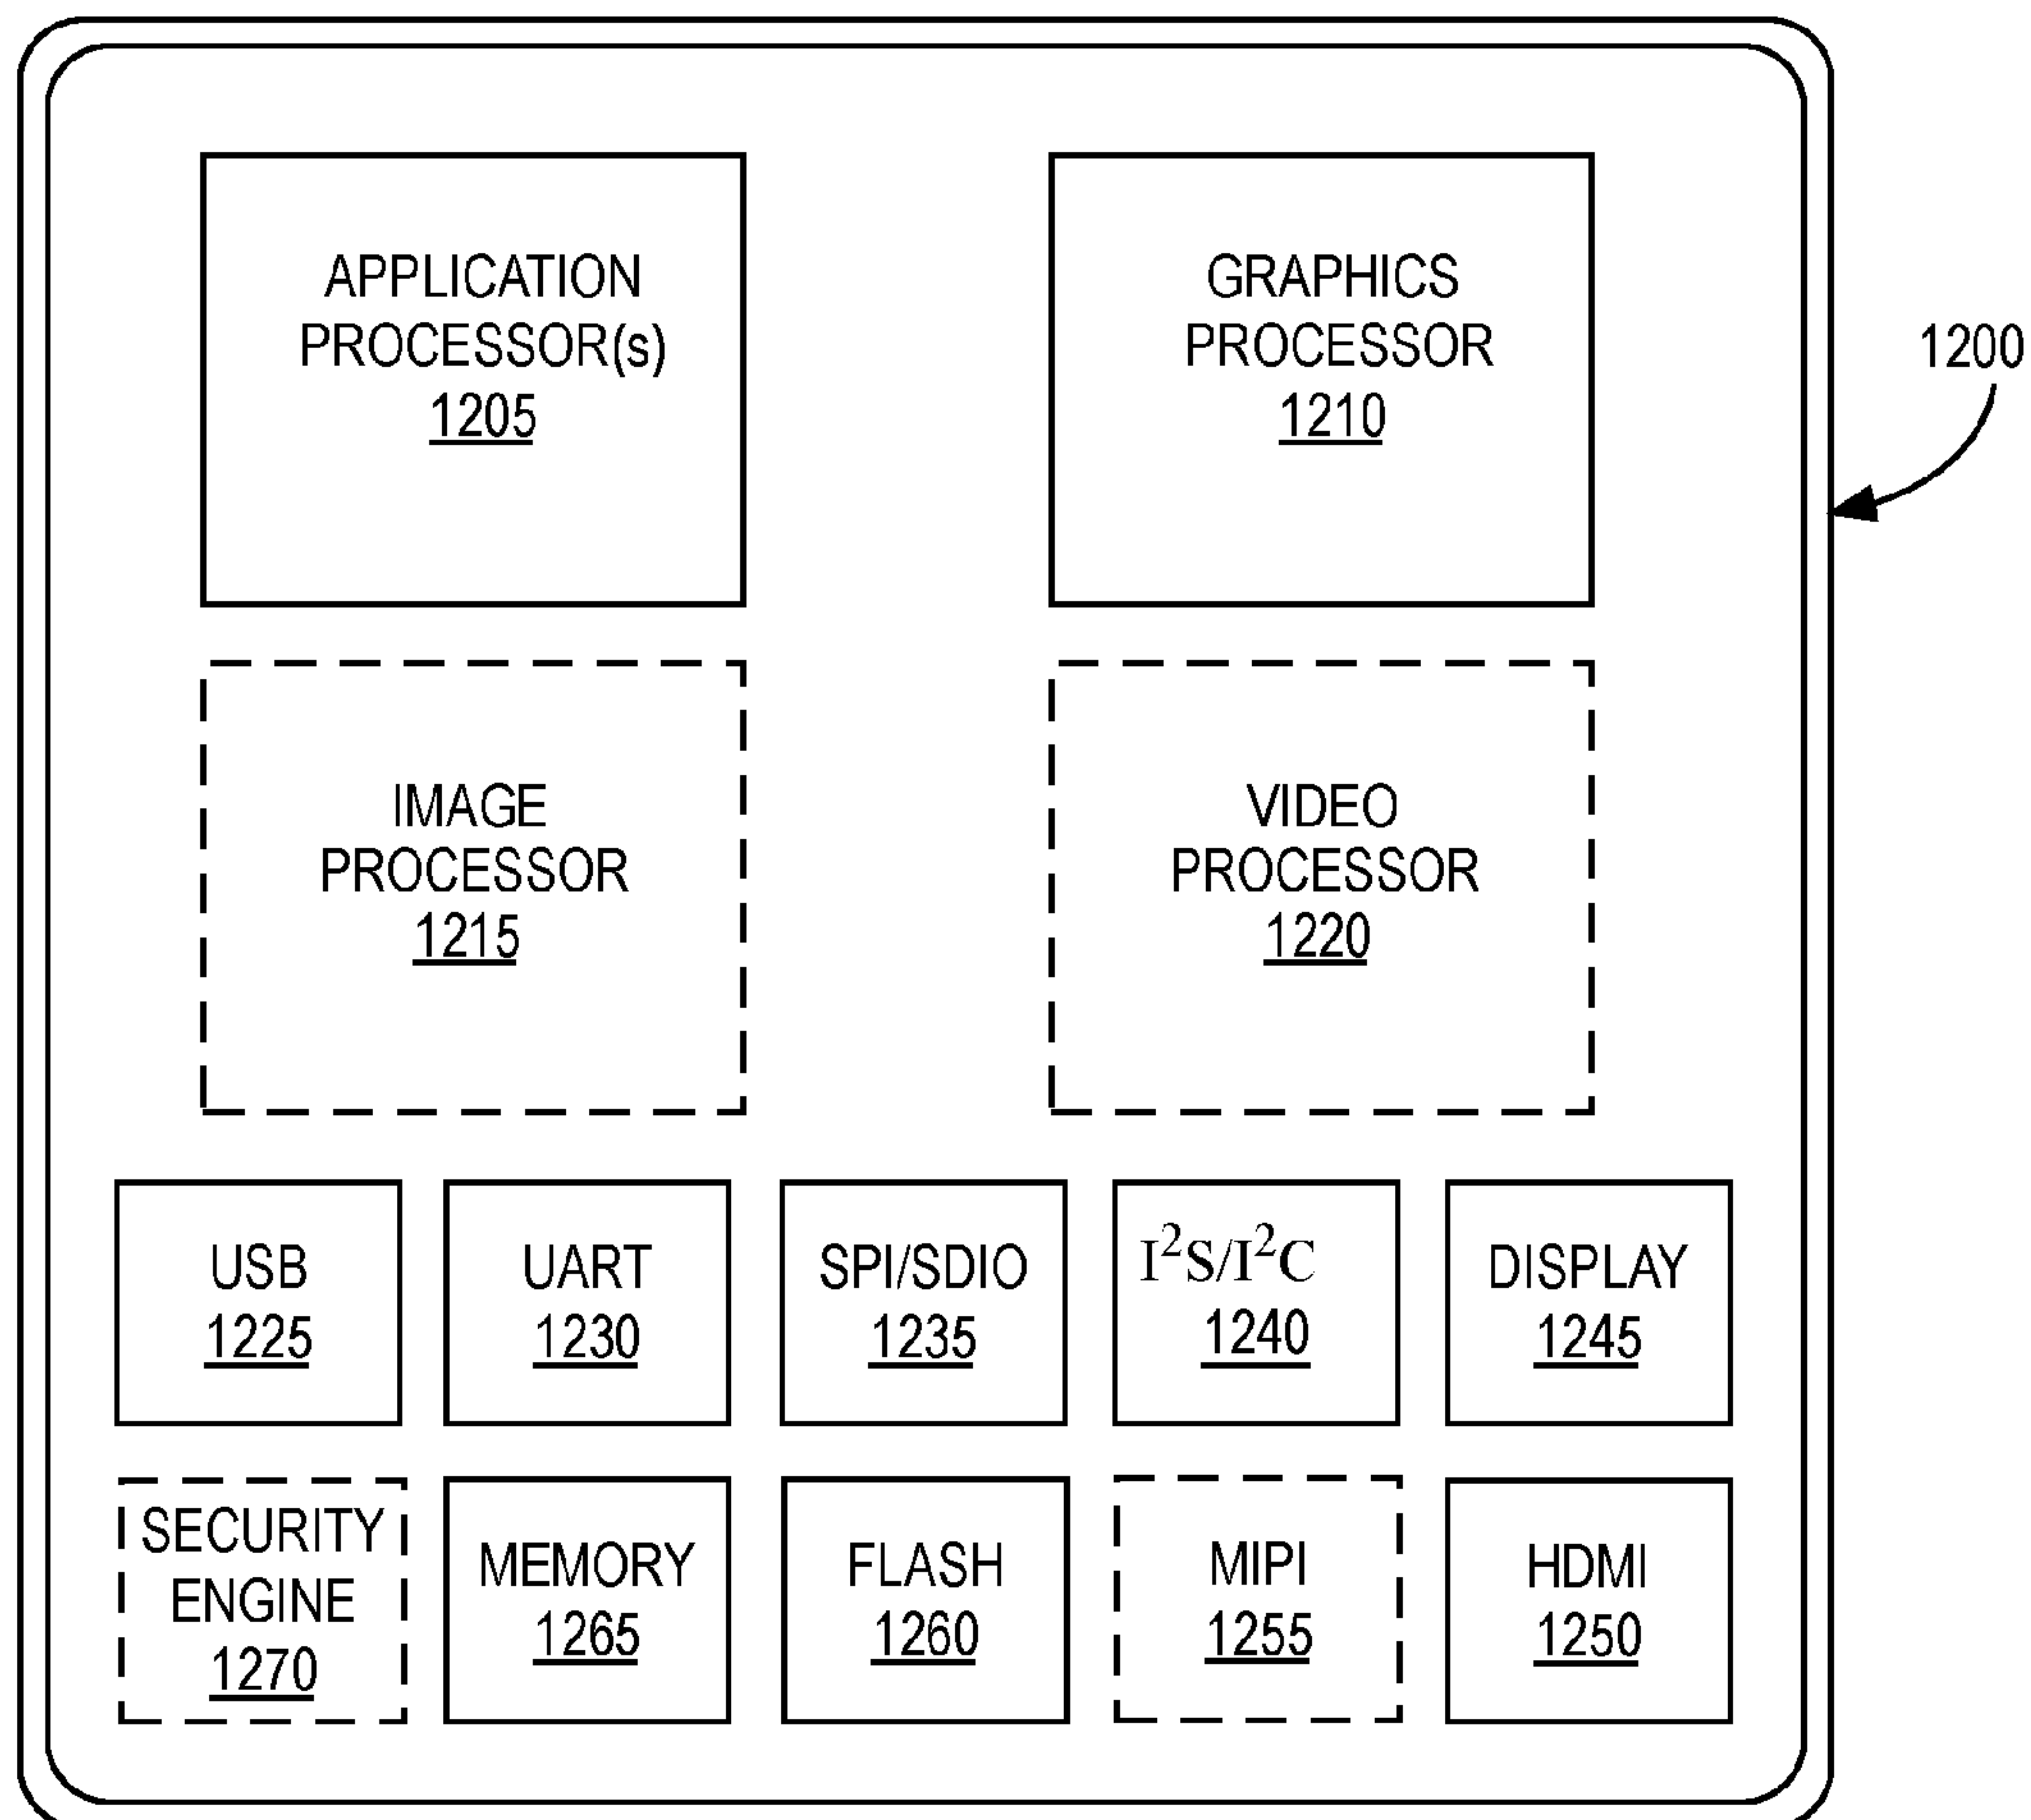 APPLICATION
PROCESSOR(s)
1205
GRAPHICS
PROCESSOR
1210
1200
IMAGE
PROCESSOR
1215
VIDEO
PROCESSOR
1220
USB
1225
UART
1230
SPI/SDIO
1235
I²S/I²C
1240
DISPLAY
1245
SECURITY
ENGINE
1270
MEMORY
1265
FLASH
1260
MIPI
1255
HDMI
1250